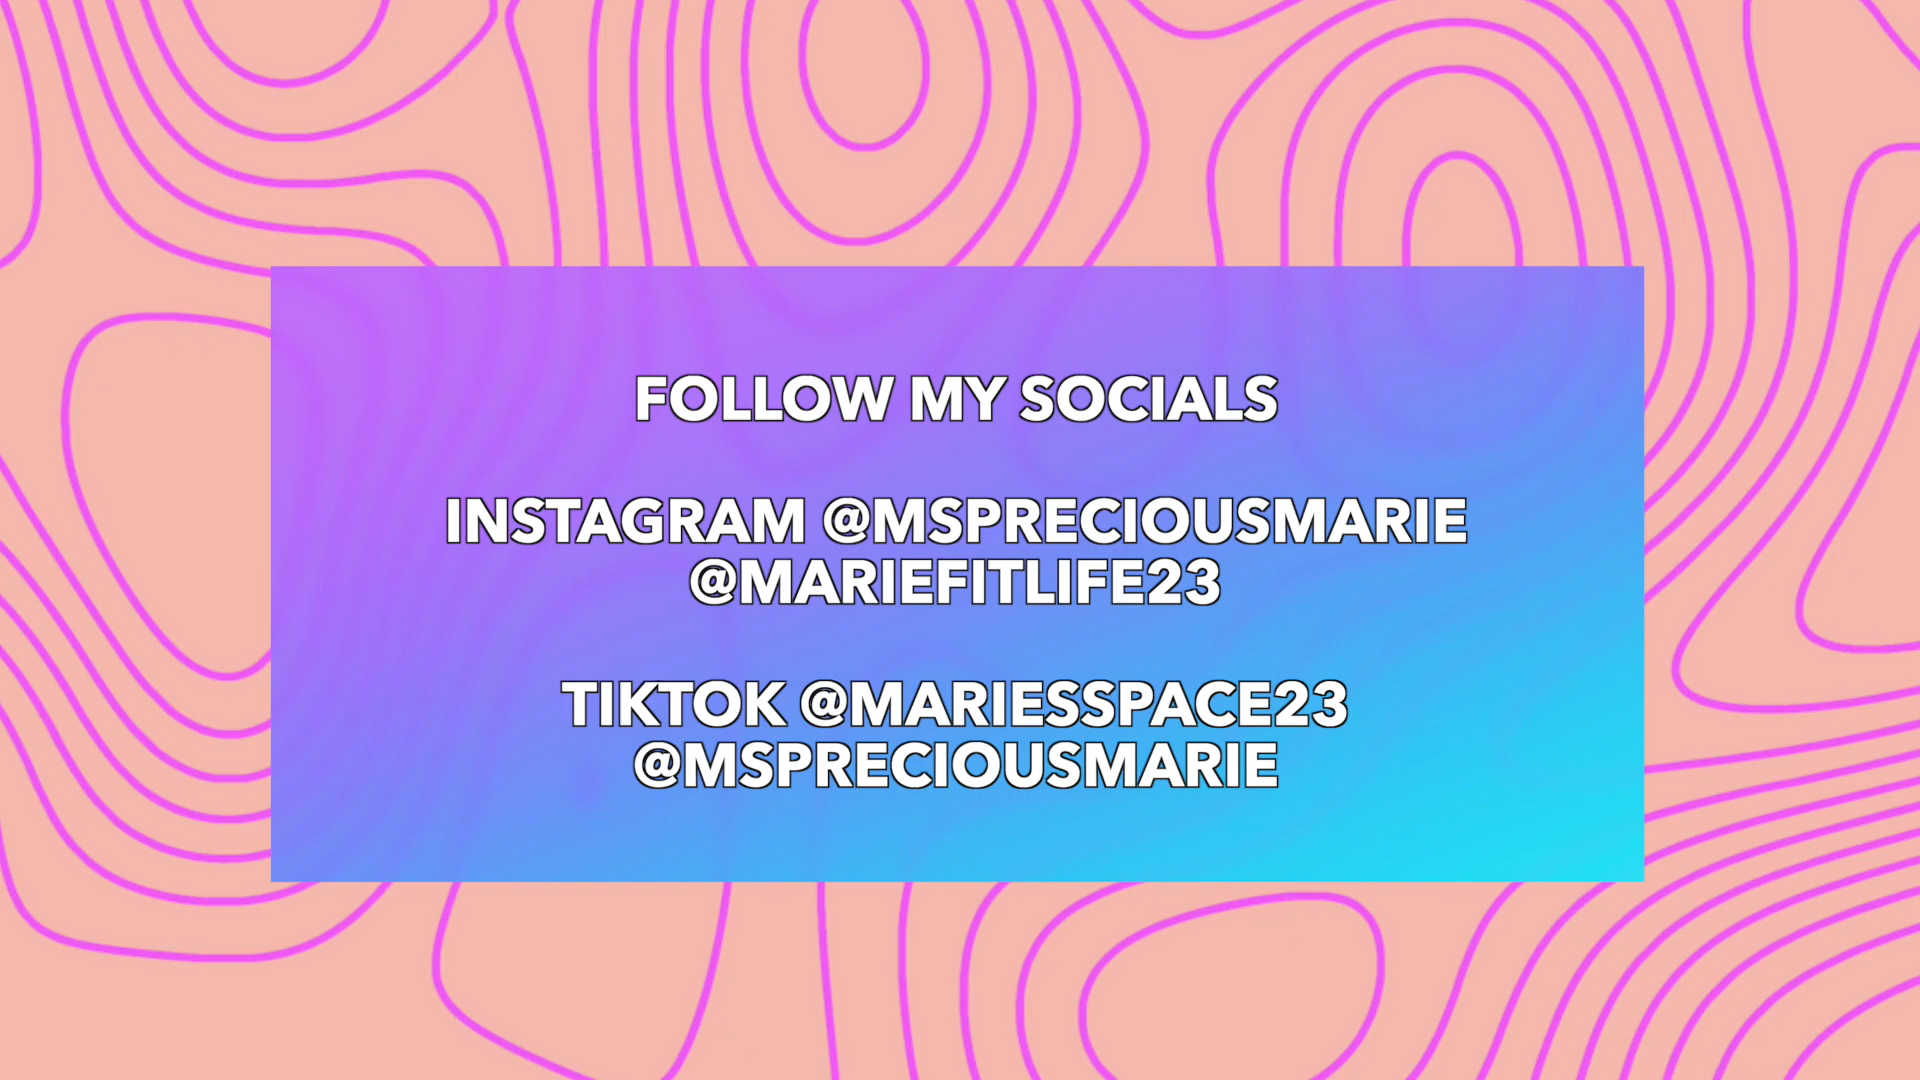 FOLLOW MY SOCIALS
INSTAGRAM @MSPRECIOUSMARIE
@MARIEFITLIFE23
TIKTOK @MARIESSPACE23
@MSPRECIOUSMARIE